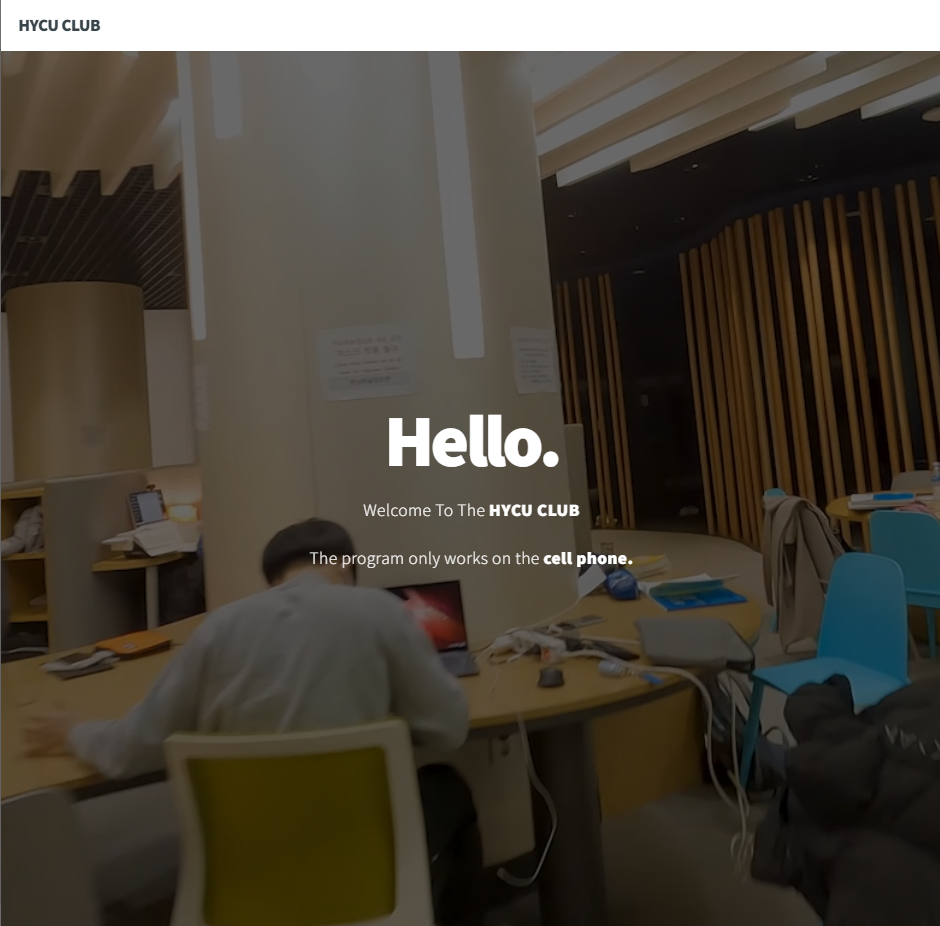 HYCU CLUB
Hello.
Welcome To The HYCU CLUB
The program only works on the cell phone.